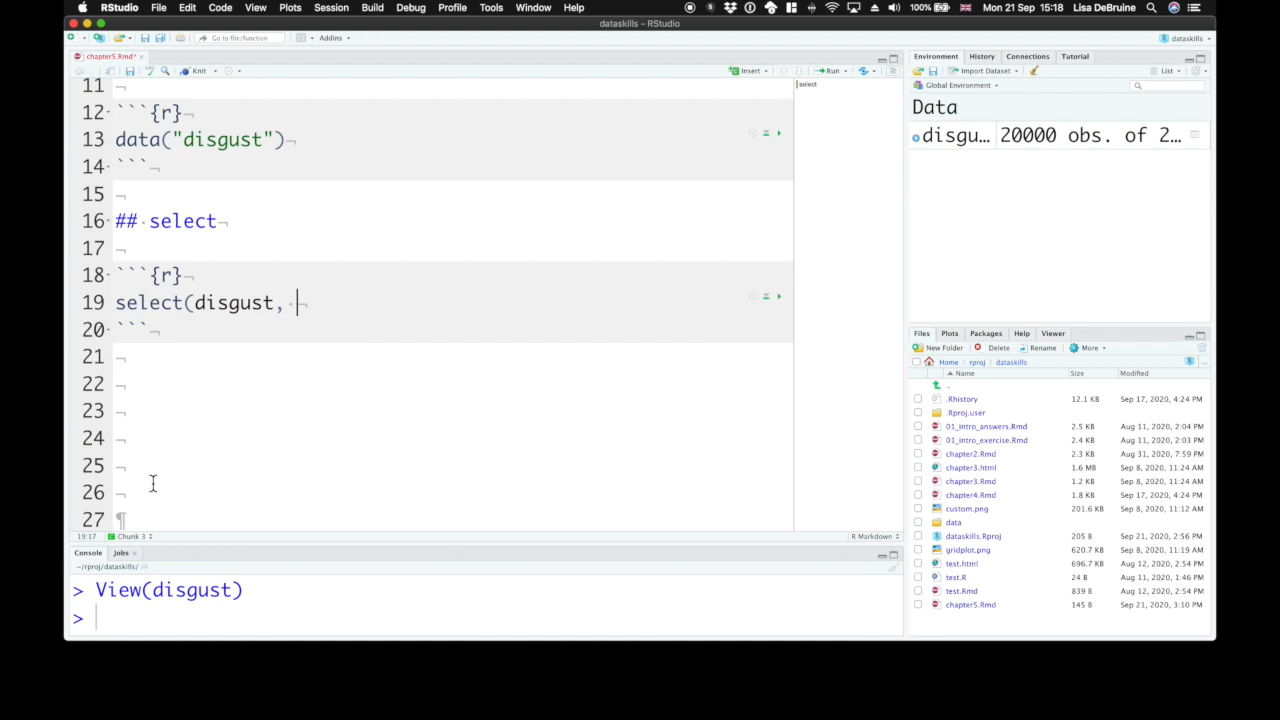 RStudio File Edit Code View Plots Session Build Debug Profile Tools Window Help 100% Mon 21 Sep 15:18 Lisa DeBruine
dataskills — RStudio
Go to file/function Addins dataskills
chapter5.Rmd*
Knit Insert Run
11 ¬
12 ```{r}¬
13 data("disgust")¬
14 ```¬
15 ¬
16 ##·select¬
17 ¬
18 ```{r}¬
19 select(disgust,·¬
20 ```¬
21 ¬
22 ¬
23 ¬
24 ¬
25 ¬
26 ¬
27 ¶
select
19:17 Chunk 3 R Markdown
Console Jobs
~/rproj/dataskills/
> View(disgust)
>
Environment History Connections Tutorial
Import Dataset List
Global Environment
Data
disgu… 20000 obs. of 2…
Files Plots Packages Help Viewer
New Folder Delete Rename More
Home rproj dataskills ...
Name Size Modified
..
.Rhistory 12.1 KB Sep 17, 2020, 4:24 PM
.Rproj.user
01_intro_answers.Rmd 2.5 KB Aug 11, 2020, 2:04 PM
01_intro_exercise.Rmd 2.4 KB Aug 11, 2020, 2:03 PM
chapter2.Rmd 2.3 KB Aug 31, 2020, 7:59 PM
chapter3.html 1.6 MB Sep 8, 2020, 11:24 AM
chapter3.Rmd 1.2 KB Sep 8, 2020, 11:24 AM
chapter4.Rmd 1.8 KB Sep 17, 2020, 4:24 PM
custom.png 201.6 KB Sep 8, 2020, 11:12 AM
data
dataskills.Rproj 205 B Sep 21, 2020, 2:56 PM
gridplot.png 620.7 KB Sep 8, 2020, 11:19 AM
test.html 696.7 KB Aug 12, 2020, 2:54 PM
test.R 24 B Aug 11, 2020, 1:46 PM
test.Rmd 839 B Aug 12, 2020, 2:54 PM
chapter5.Rmd 145 B Sep 21, 2020, 3:10 PM